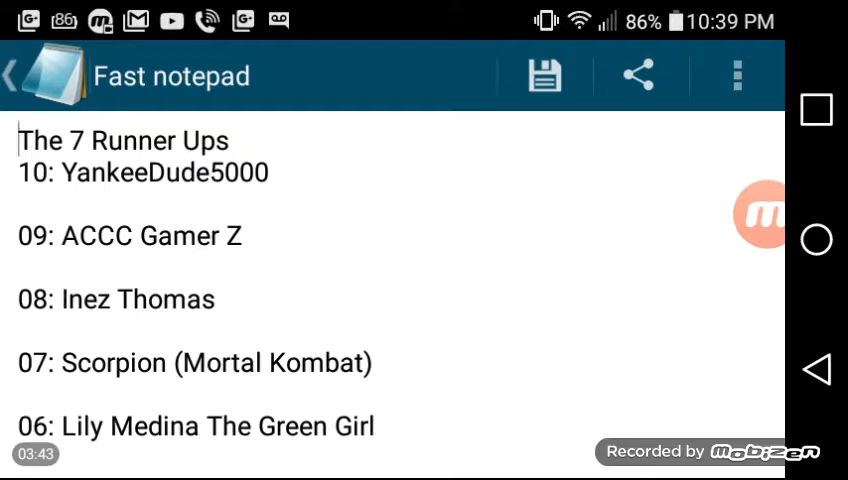 86 86% 10:39 PM
Fast notepad
The 7 Runner Ups
10: YankeeDude5000
09: ACCC Gamer Z
08: Inez Thomas
07: Scorpion (Mortal Kombat)
06: Lily Medina The Green Girl
03:43
Recorded by mobizen